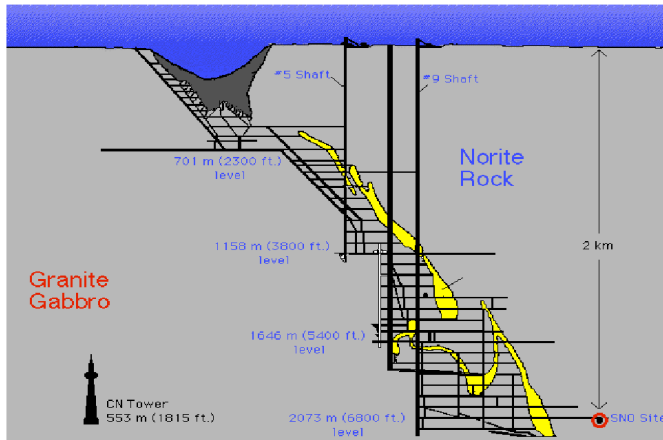 #5 Shaft
#9 Shaft
701 m (2300 ft.)
level
Norite
Rock
1158 m (3800 ft.)
level
2 km
Granite
Gabbro
1646 m (5400 ft.)
level
CN Tower
553 m (1815 ft.)
2073 m (6800 ft.)
level
SNO Site